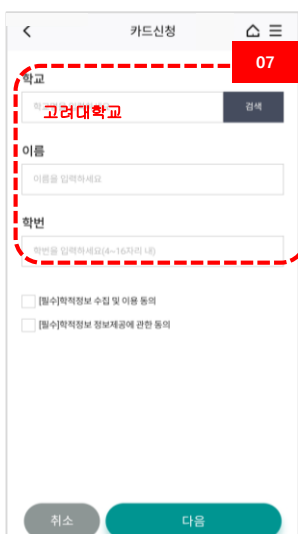 카드신청
07
학교
고려대학교
검색
이름
이름을 입력하세요
학번
학번을 입력하세요(4~16자리 내)
[필수]학적정보 수집 및 이용 동의
[필수]학적정보 정보제공에 관한 동의
취소
다음